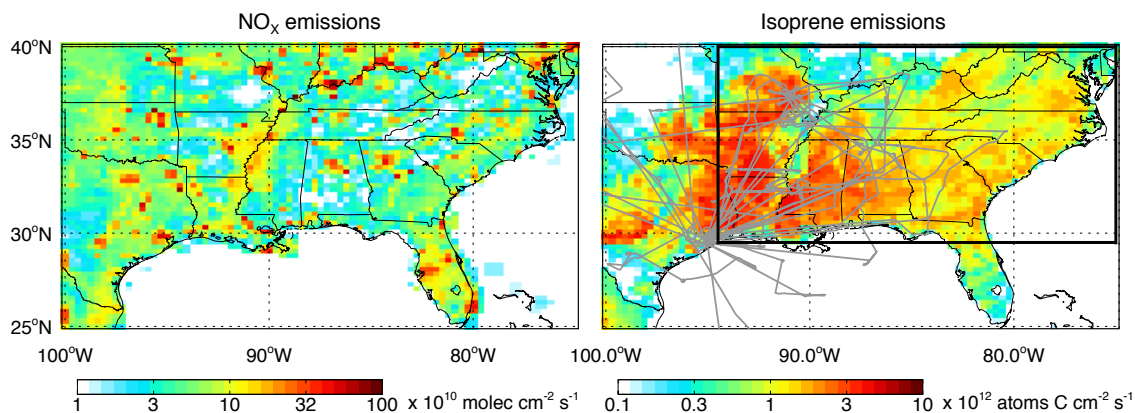 NOx emissions
Isoprene emissions
40°N
35°N
30°N
25°N
100°W
90°W
80°W
100.0°W
90.0°W
80.0°W
1
3
10
32
100
x 10¹⁰ molec cm⁻² s⁻¹
0.1
0.3
1
3
10
x 10¹² atoms C cm⁻² s⁻¹